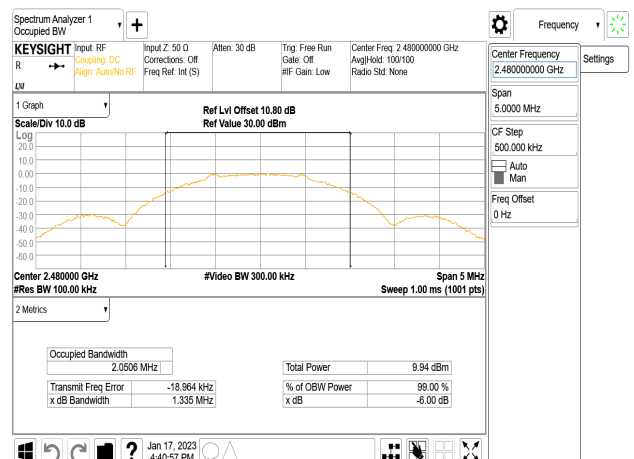 Spectrum Analyzer 1
Occupied BW
Frequency
KEYSIGHT
R
LXI
Input: RF
Coupling: DC
Align: Auto/No RF
Input Z: 50 Ω
Corrections: Off
Freq Ref: Int (S)
Atten: 30 dB
Trig: Free Run
Gate: Off
#IF Gain: Low
Center Freq: 2.480000000 GHz
Avg|Hold: 100/100
Radio Std: None
Center Frequency
2.480000000 GHz
Settings
Span
5.0000 MHz
CF Step
500.000 kHz
Auto
Man
Freq Offset
0 Hz
1 Graph
Scale/Div 10.0 dB
Ref Lvl Offset 10.80 dB
Ref Value 30.00 dBm
Log
20.0
10.0
0.00
-10.0
-20.0
-30.0
-40.0
-50.0
-60.0
Center 2.480000 GHz
#Video BW 300.00 kHz
Span 5 MHz
#Res BW 100.00 kHz
Sweep 1.00 ms (1001 pts)
2 Metrics
Occupied Bandwidth
2.0506 MHz
Total Power 9.94 dBm
Transmit Freq Error -18.964 kHz
% of OBW Power 99.00 %
x dB Bandwidth 1.335 MHz
x dB -6.00 dB
?
Jan 17, 2023
4:40:57 PM